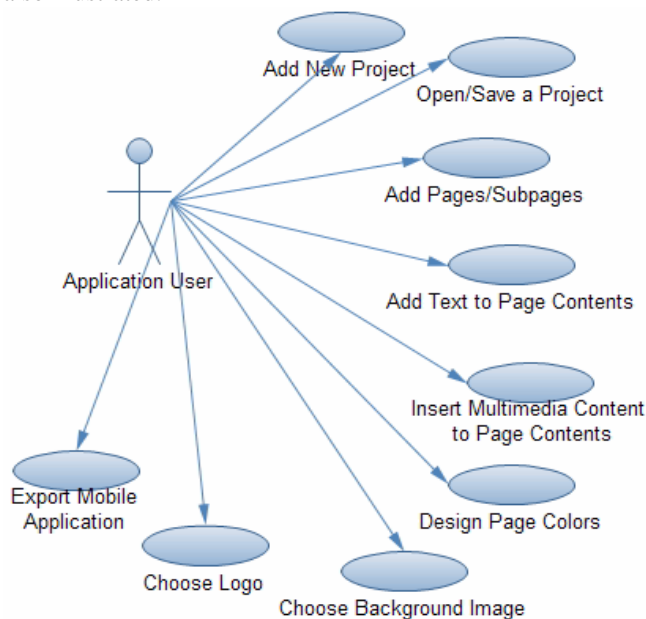 Add New Project
Open/Save a Project
Add Pages/Subpages
Application User
Add Text to Page Contents
Insert Multimedia Content
to Page Contents
Export Mobile
Application
Design Page Colors
Choose Logo
Choose Background Image